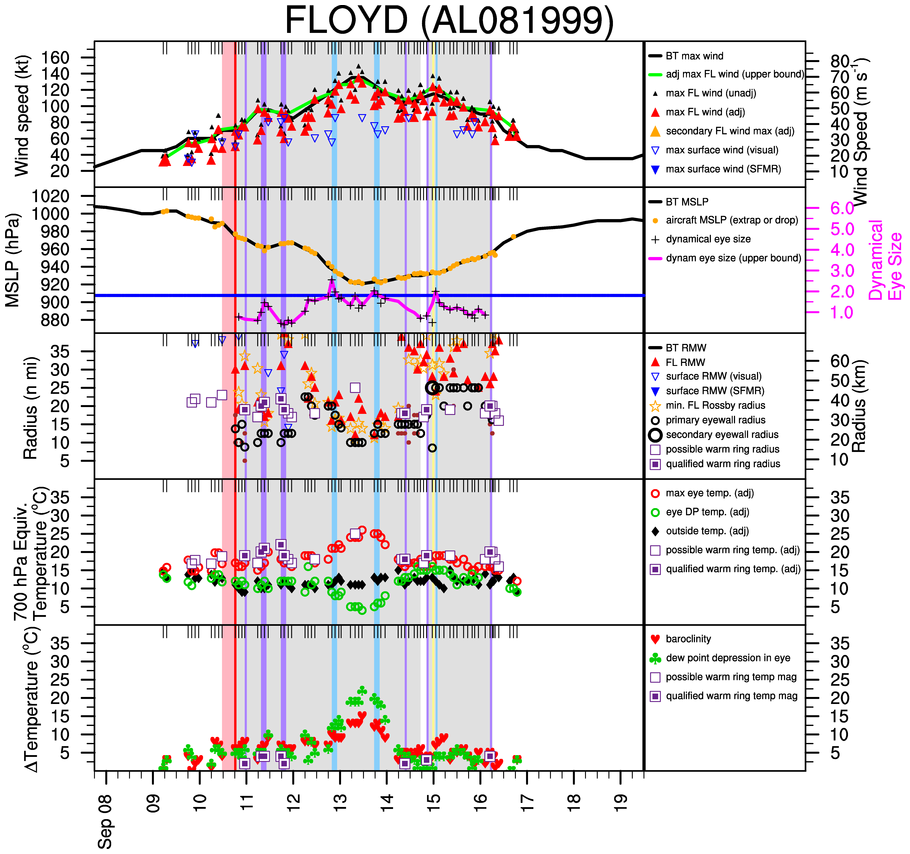 FLOYD (AL081999)
Wind speed (kt)
160
140
120
100
80
60
40
20
BT max wind
adj max FL wind (upper bound)
max FL wind (unadj)
max FL wind (adj)
secondary FL wind max (adj)
max surface wind (visual)
max surface wind (SFMR)
80
70
60
50
40
30
20
10
Wind Speed (m s-1)
MSLP (hPa)
1020
1000
980
960
940
920
900
880
BT MSLP
aircraft MSLP (extrap or drop)
dynamical eye size
dynam eye size (upper bound)
6.0
5.0
4.0
3.0
2.0
1.0
Dynamical
Eye Size
Radius (n mi)
35
30
25
20
15
10
5
BT RMW
FL RMW
surface RMW (visual)
surface RMW (SFMR)
min. FL Rossby radius
primary eyewall radius
secondary eyewall radius
possible warm ring radius
qualified warm ring radius
60
50
40
30
20
10
Radius (km)
700 hPa Equiv.
Temperature (oC)
35
30
25
20
15
10
5
max eye temp. (adj)
eye DP temp. (adj)
outside temp. (adj)
possible warm ring temp. (adj)
qualified warm ring temp. (adj)
35
30
25
20
15
10
5
ΔTemperature (oC)
35
30
25
20
15
10
5
baroclinity
dew point depression in eye
possible warm ring temp mag
qualified warm ring temp mag
35
30
25
20
15
10
5
Sep 08
09
10
11
12
13
14
15
16
17
18
19